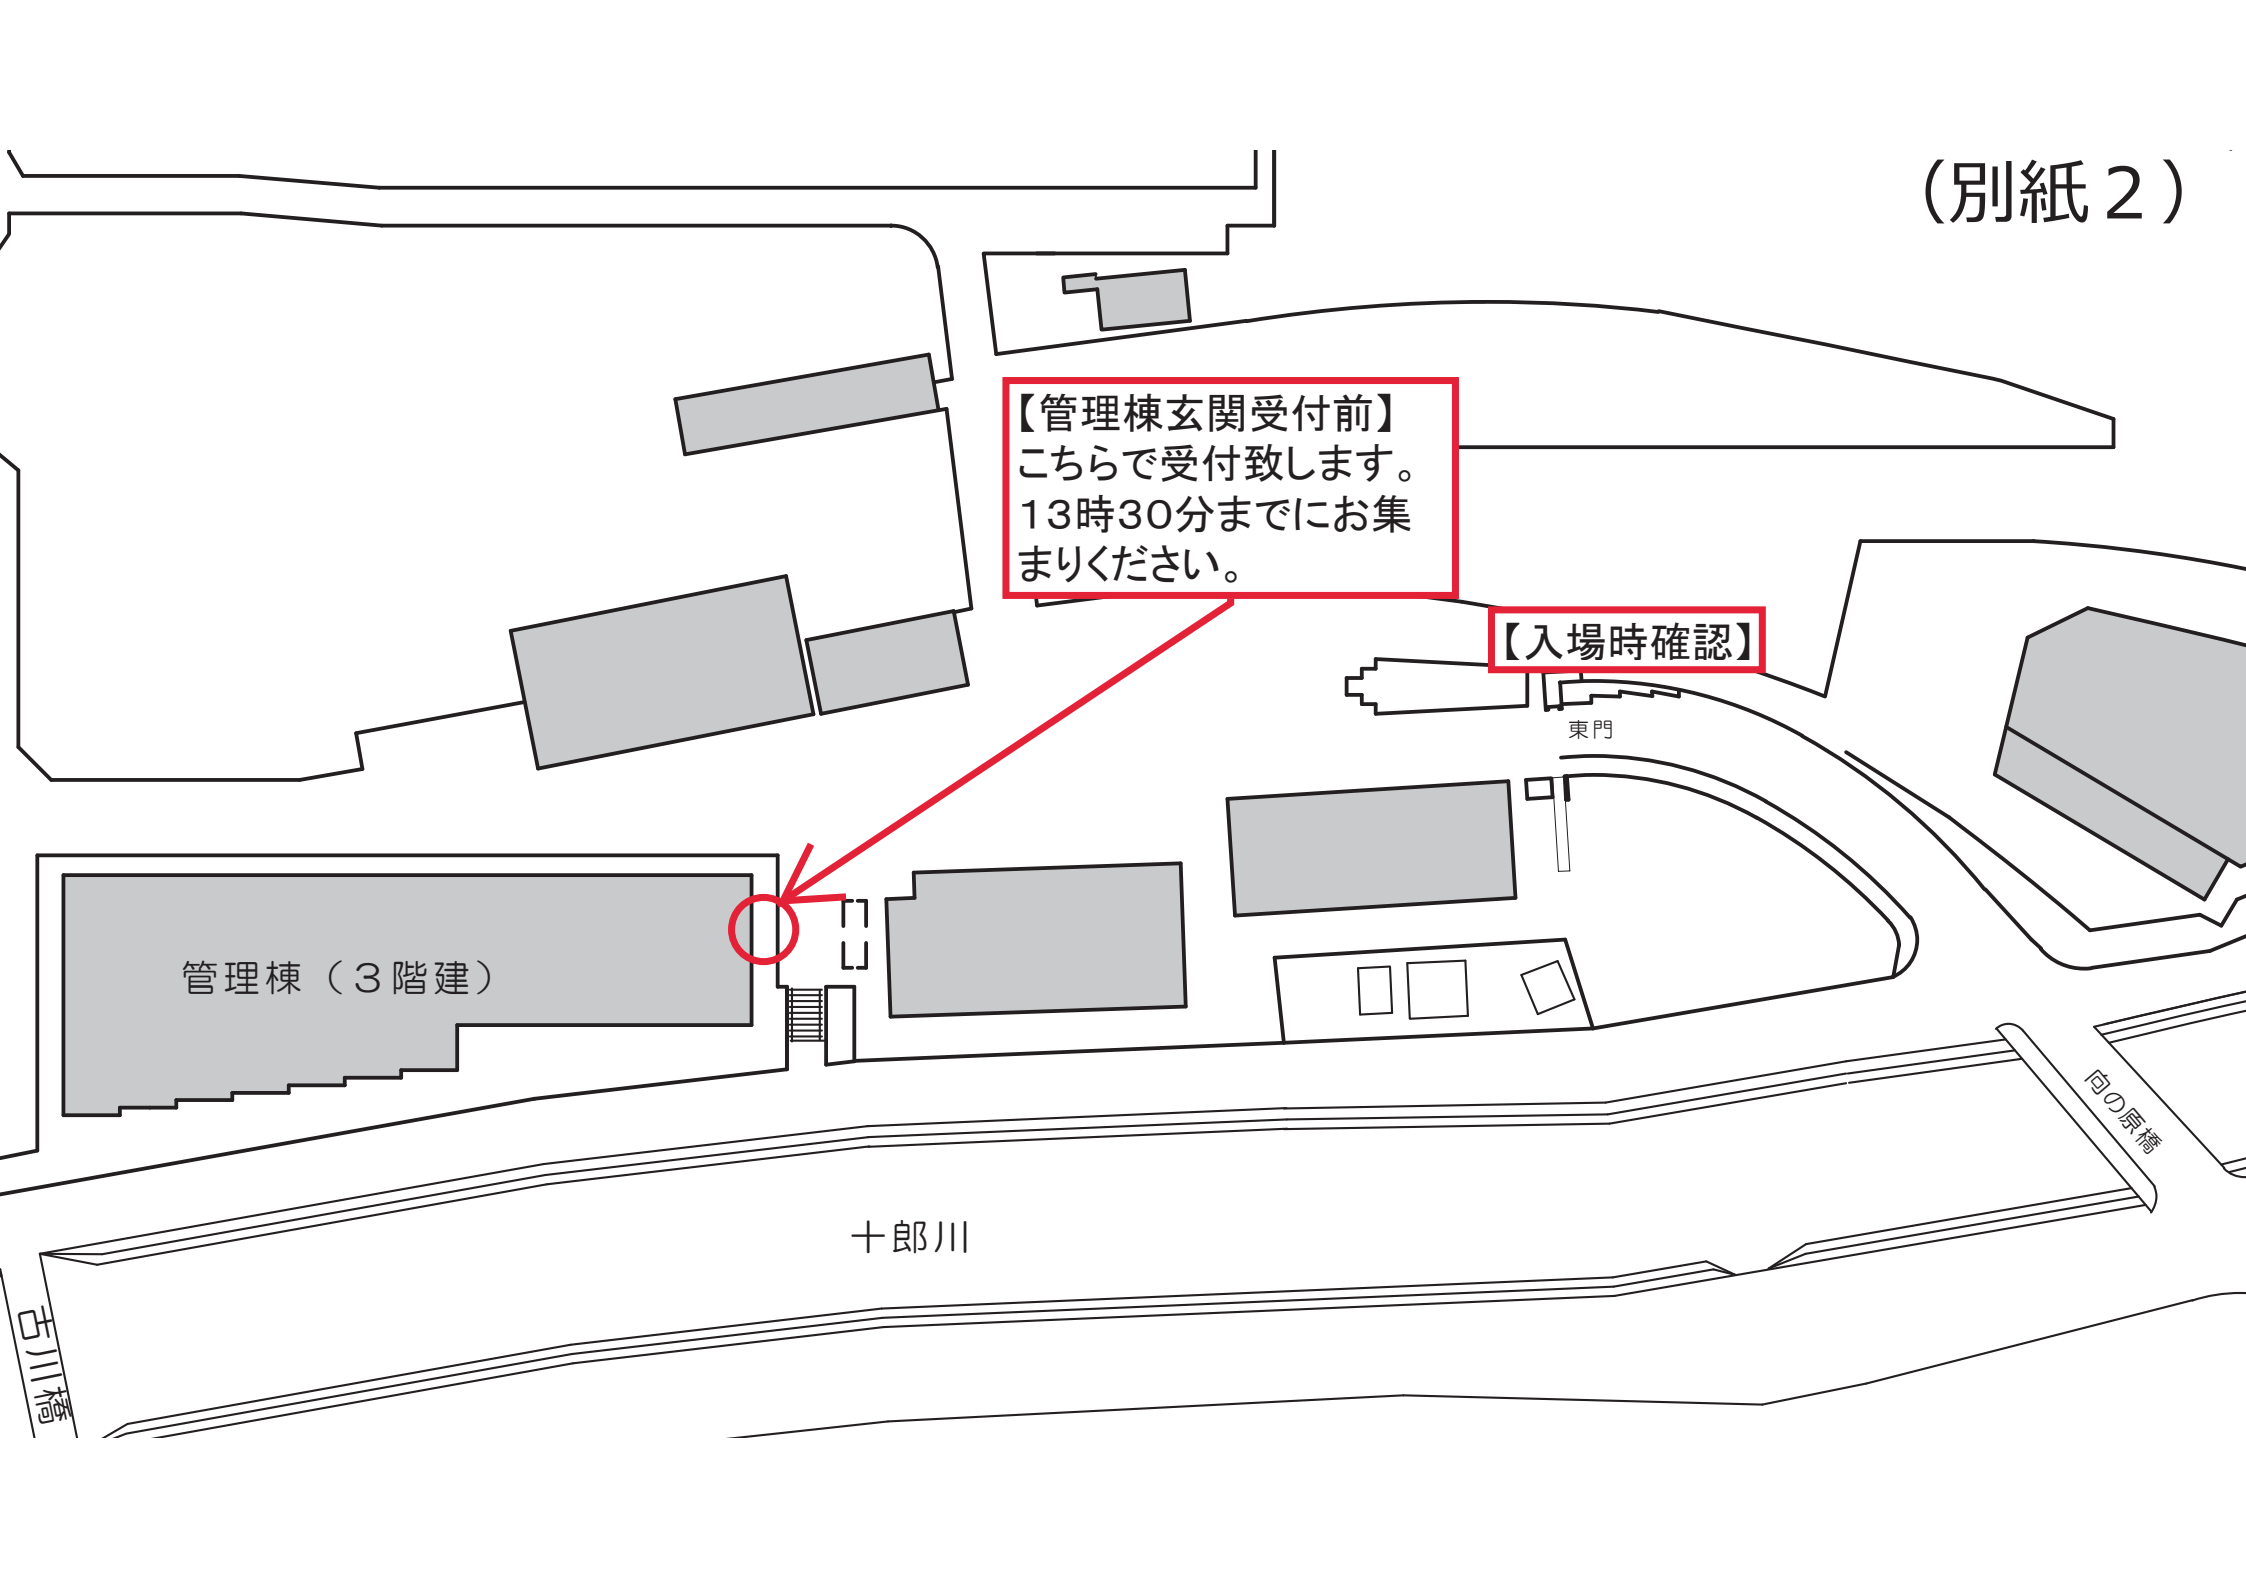 （別紙２）
【管理棟玄関受付前】
こちらで受付致します。
13時30分までにお集
まりください。
【入場時確認】
東門
管理棟（３階建）
向の原橋
十郎川
古川橋